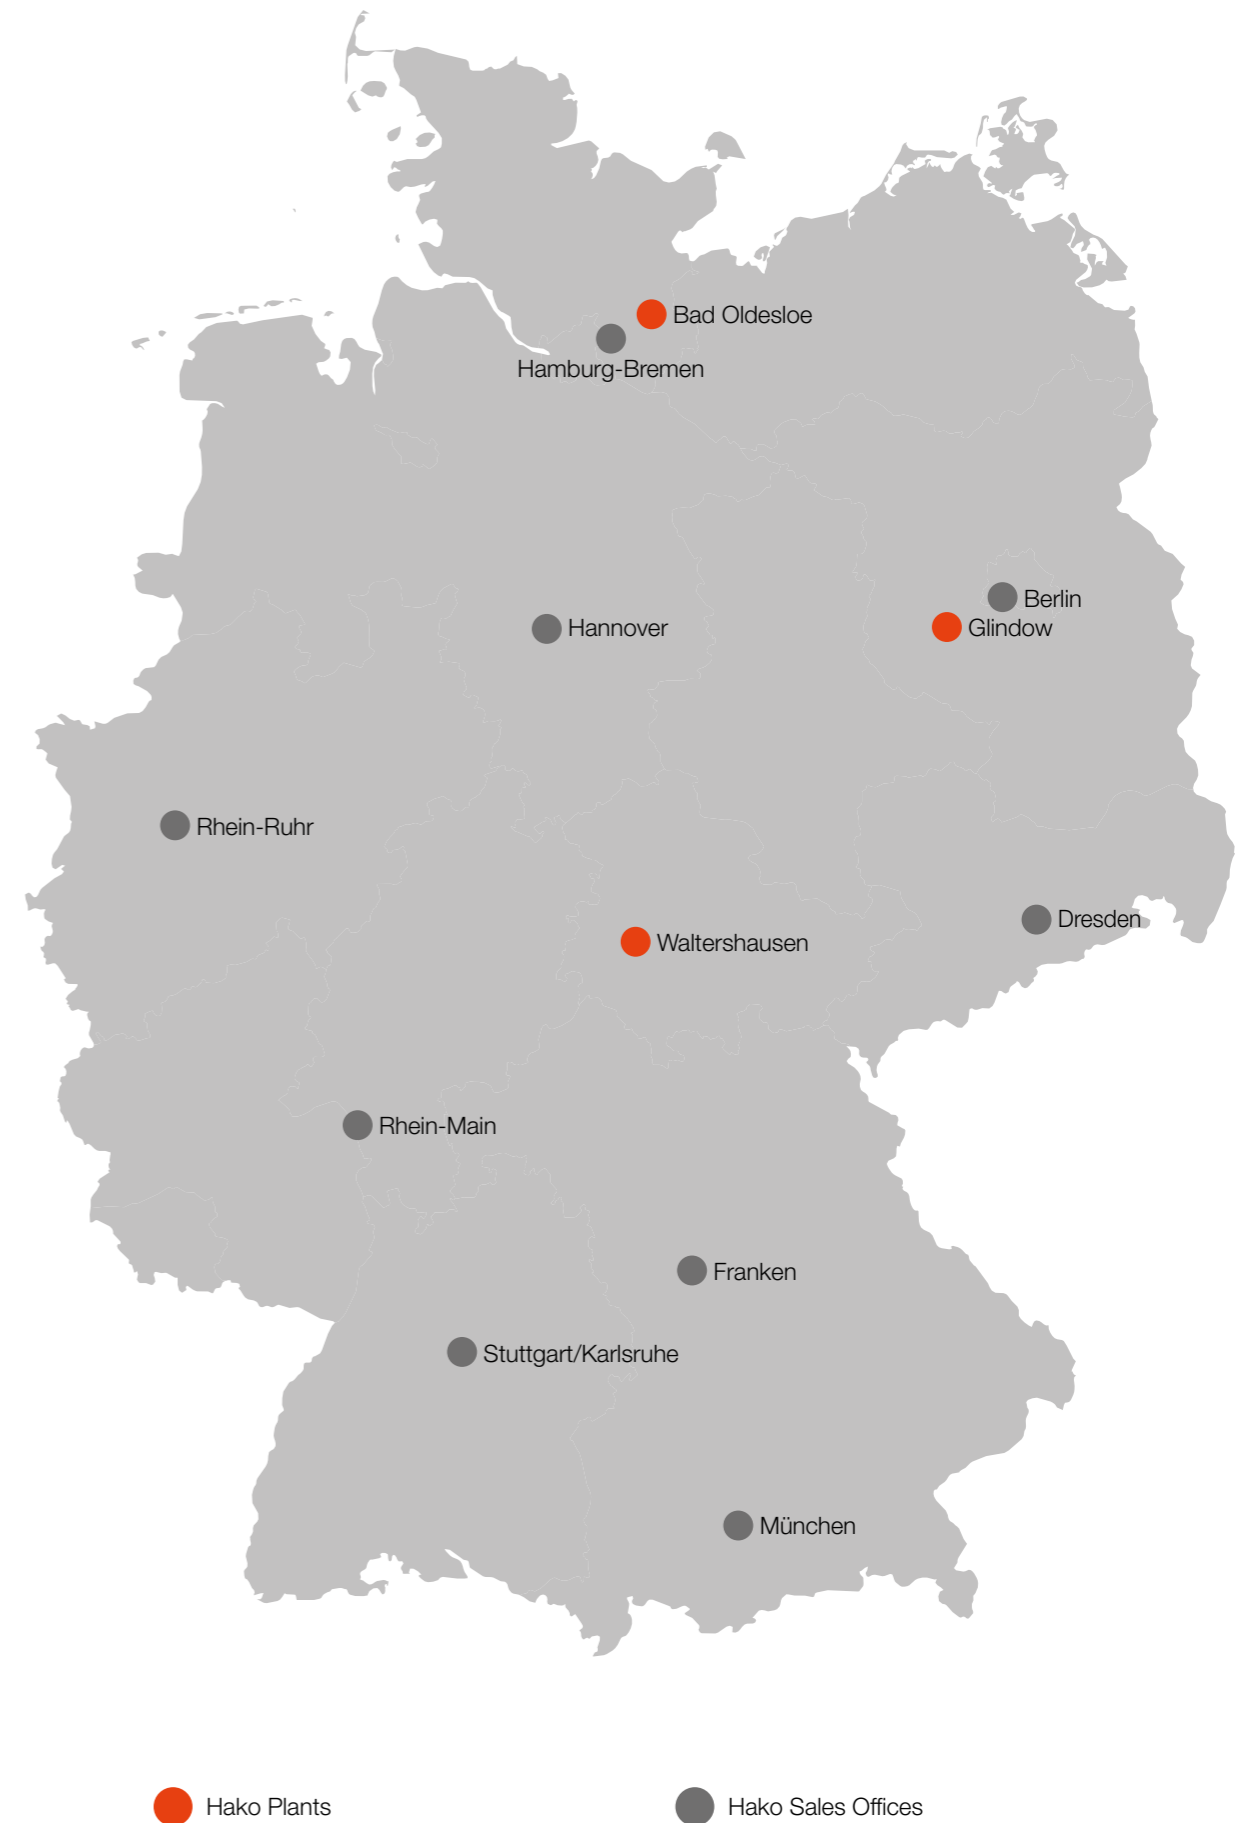 Bad Oldesloe
Hamburg-Bremen
Berlin
Glindow
Hannover
Rhein-Ruhr
Dresden
Waltershausen
Rhein-Main
Franken
Stuttgart/Karlsruhe
München
Hako Plants
Hako Sales Offices